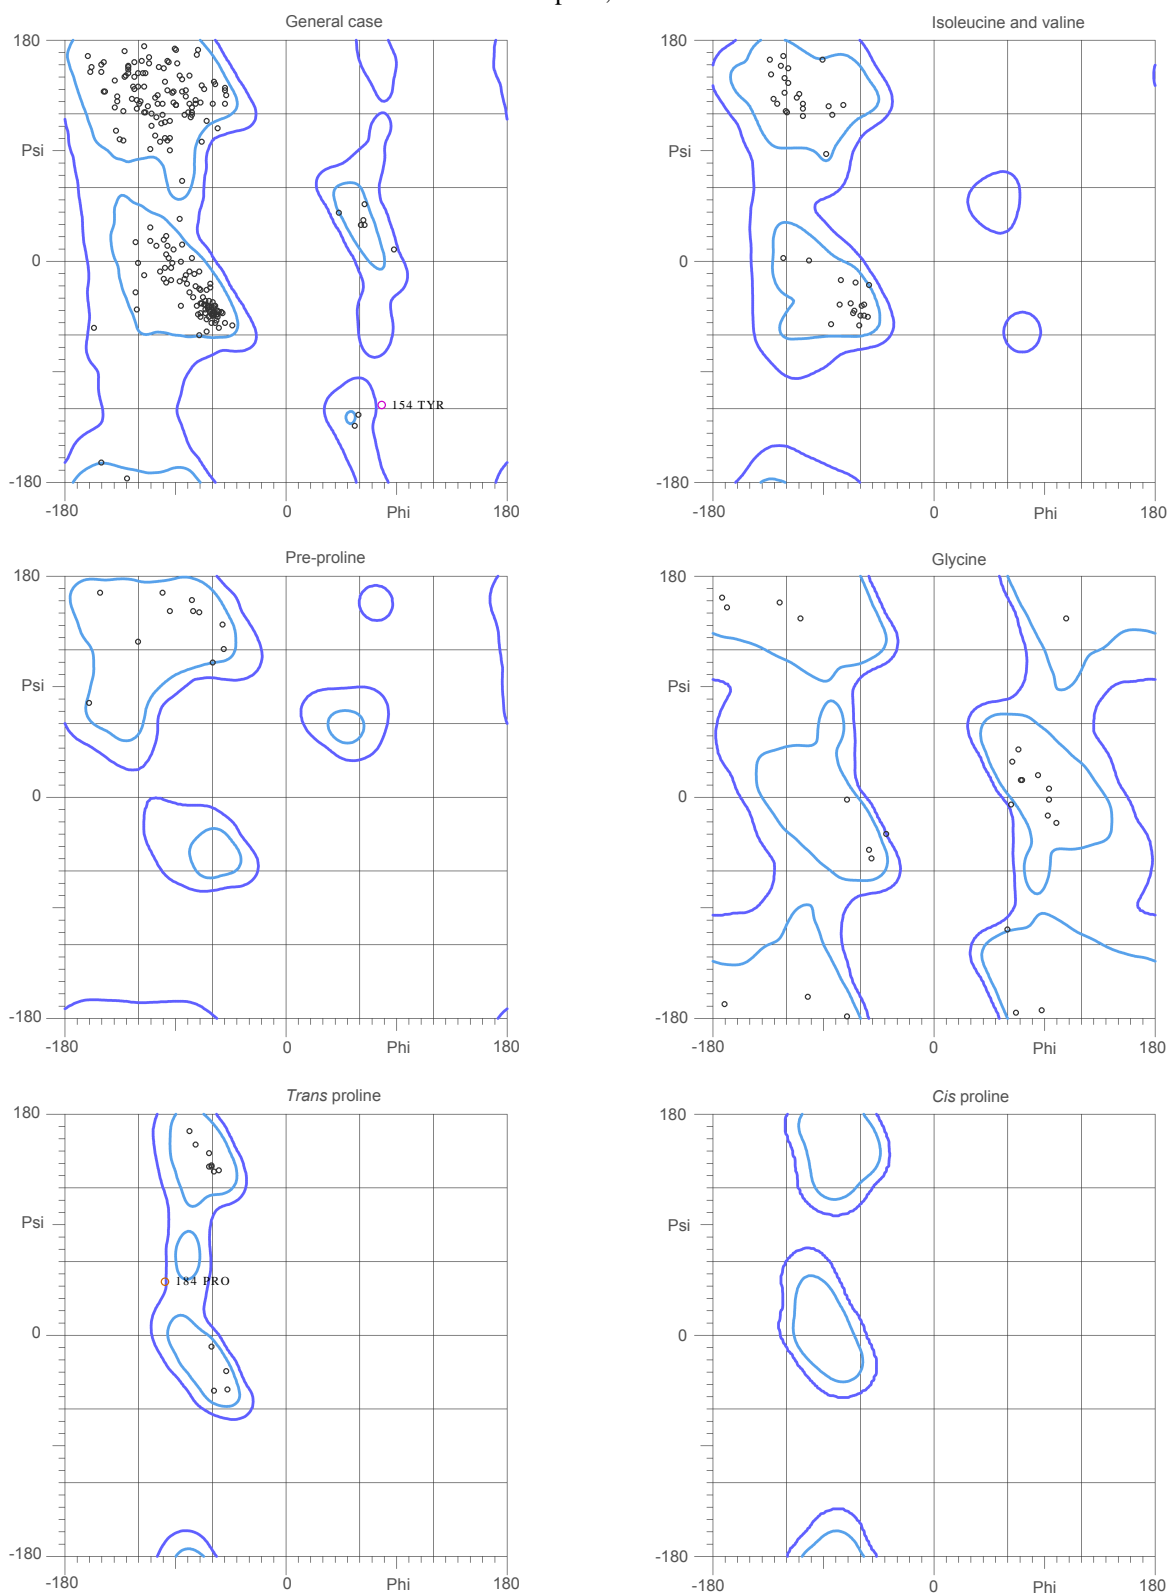 General case
Isoleucine and valine
180
Psi
0
-180
-180
0
Phi
180
154 TYR
180
Psi
0
-180
-180
0
Phi
180
Pre-proline
Glycine
180
Psi
0
-180
-180
0
Phi
180
180
Psi
0
-180
-180
0
Phi
180
Trans proline
Cis proline
180
Psi
0
-180
-180
0
Phi
180
184 PRO
180
Psi
0
-180
-180
0
Phi
180